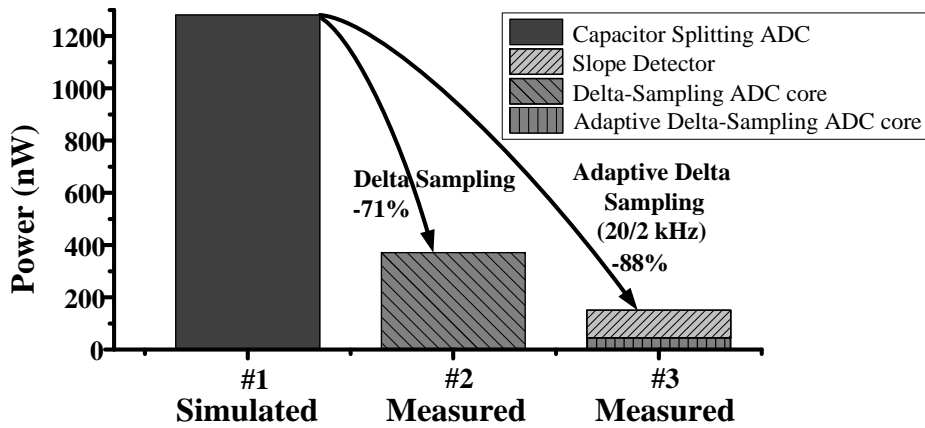 1200
1000
800
600
400
200
0
Power (nW)
Capacitor Splitting ADC
Slope Detector
Delta-Sampling ADC core
Adaptive Delta-Sampling ADC core
Delta Sampling
-71%
Adaptive Delta
Sampling
(20/2 kHz)
-88%
#1
Simulated
#2
Measured
#3
Measured